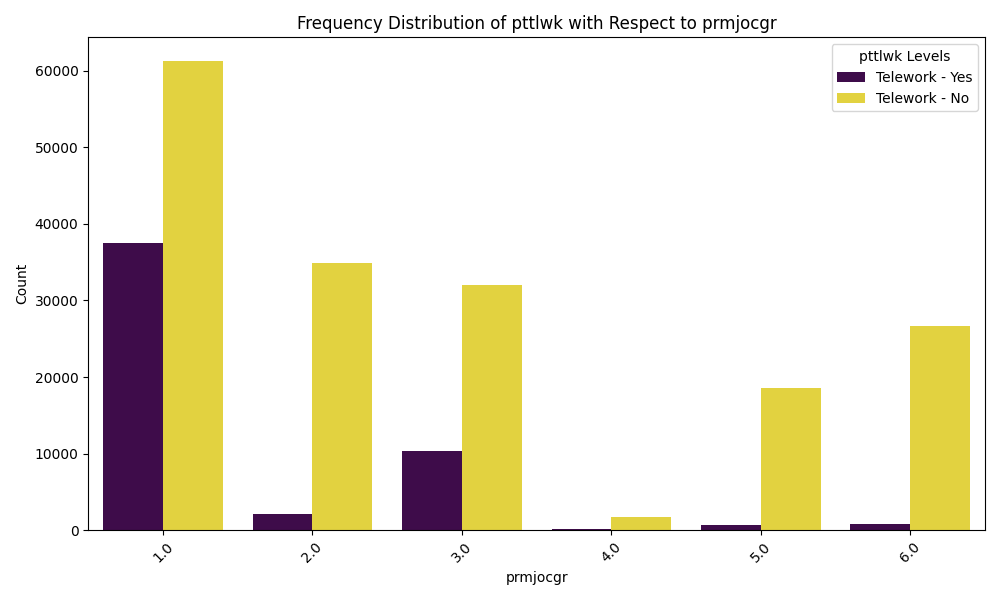 Frequency Distribution of pttlwk with Respect to prmjocgr
pttlwk Levels
Telework - Yes
Telework - No
Count
60000
50000
40000
30000
20000
10000
0
1.0
2.0
3.0
4.0
5.0
6.0
prmjocgr